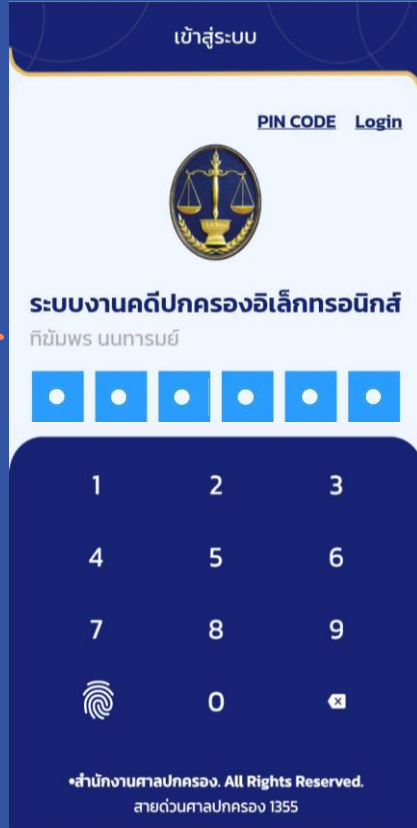 เข้าสู่ระบบ
PIN CODE Login
ระบบงานคดีปกครองอิเล็กทรอนิกส์
ทิฆัมพร นนทารมย์
1 2 3
4 5 6
7 8 9
0
•สำนักงานศาลปกครอง. All Rights Reserved.
สายด่วนศาลปกครอง 1355